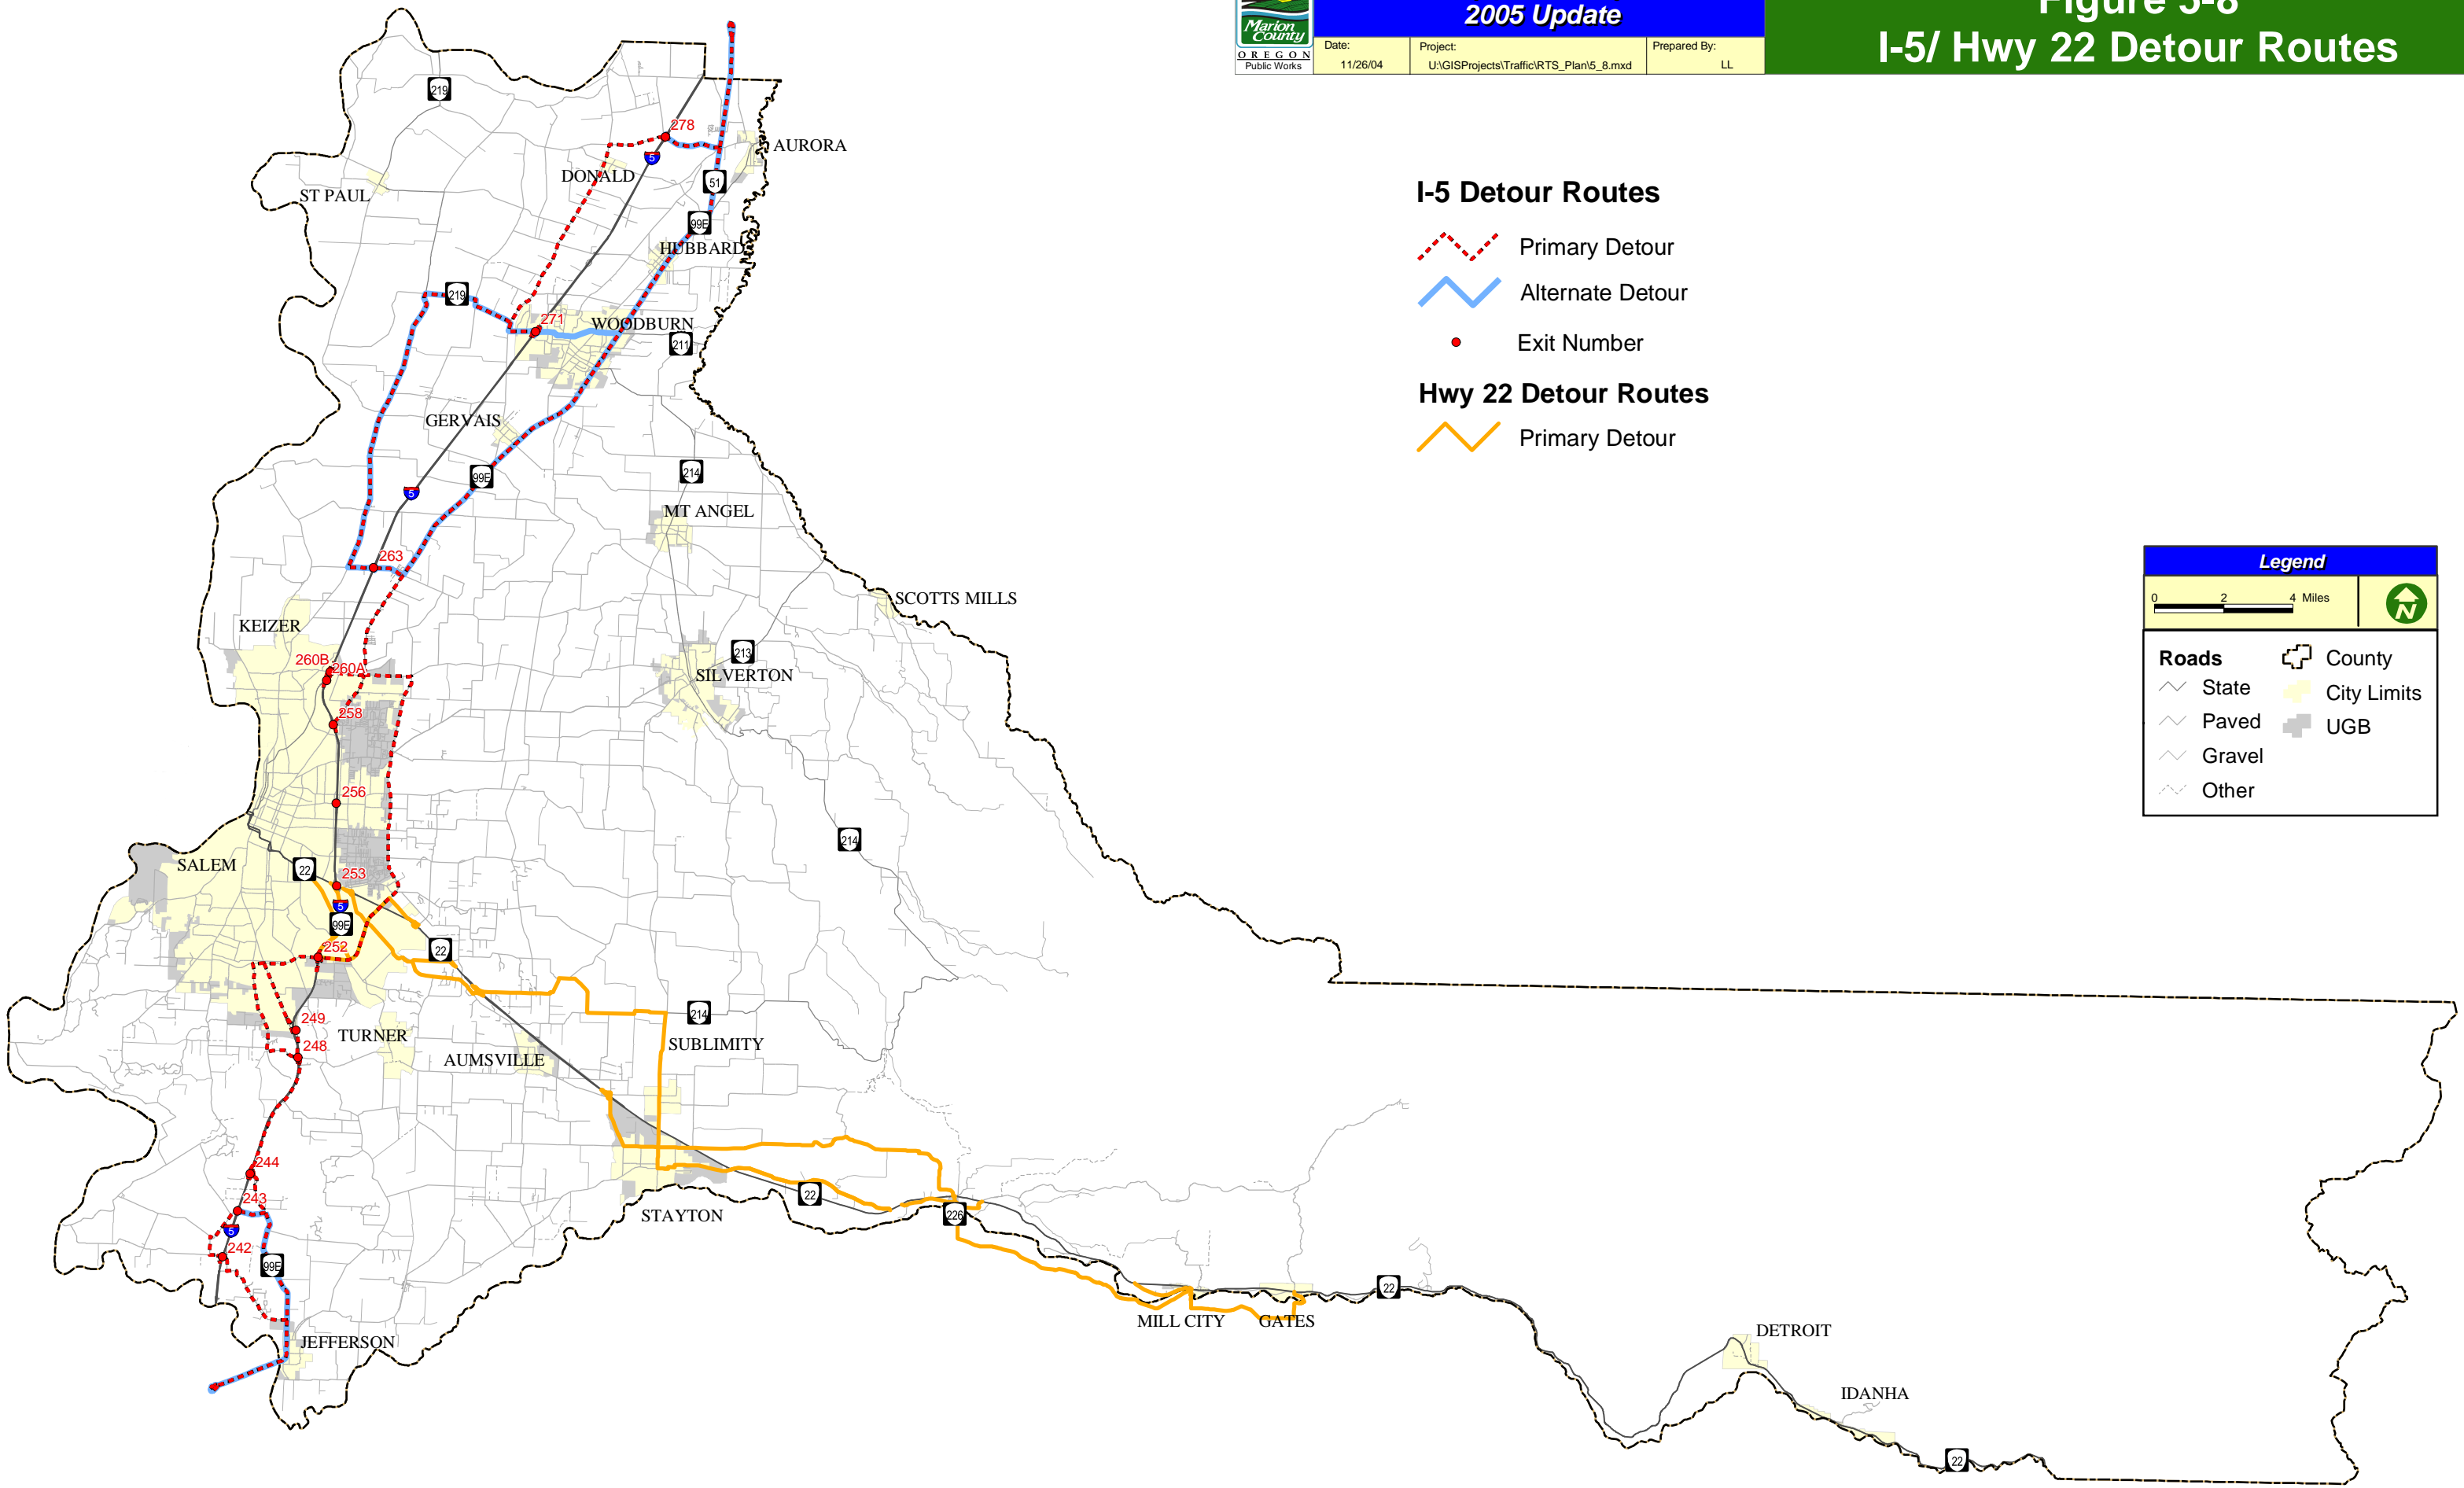 2005 Update
Figure 5-8
I-5/ Hwy 22 Detour Routes
Marion
County
OREGON
Public Works
Date:
11/26/04
Project:
U:\GISProjects\Traffic\RTS_Plan\5_8.mxd
Prepared By:
LL
I-5 Detour Routes
Primary Detour
Alternate Detour
Exit Number
Hwy 22 Detour Routes
Primary Detour
Legend
0 2 4 Miles
N
Roads
State
Paved
Gravel
Other
County
City Limits
UGB
219
278
AURORA
5
DONALD
51
ST PAUL
99E
HUBBARD
219
271
WOODBURN
211
GERVAIS
99E
214
5
MT ANGEL
263
SCOTTS MILLS
KEIZER
213
260B
260A
SILVERTON
258
256
214
SALEM
22
253
5
99E
252
22
249
TURNER
214
248
SUBLIMITY
AUMSVILLE
244
243
22
226
STAYTON
5
242
99E
22
MILL CITY
GATES
JEFFERSON
DETROIT
IDANHA
22